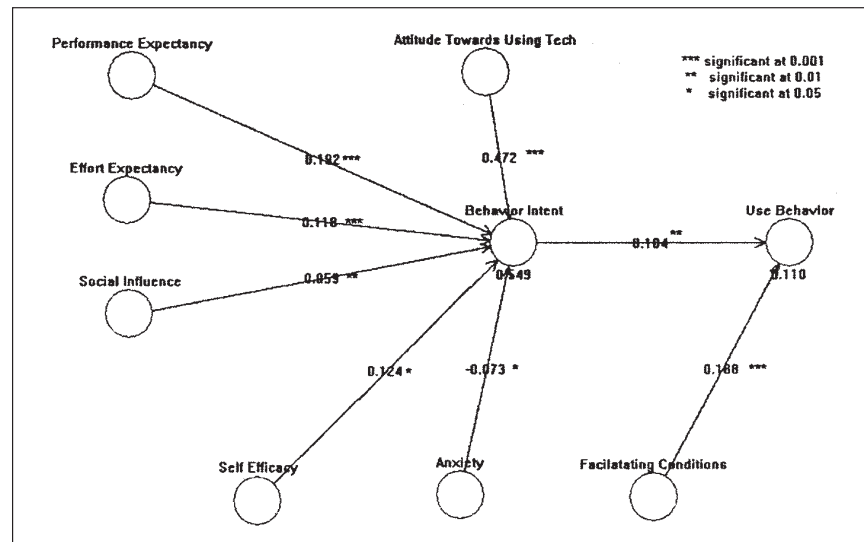 Performance Expectancy
Attitude Towards Using Tech
*** significant at 0.001
** significant at 0.01
* significant at 0.05
0.192 ***
0.472 ***
Effort Expectancy
0.118 ***
Behavior Intent
Use Behavior
0.104 **
Social Influence
0.059 **
0.549
0.110
0.124 *
-0.073 *
0.188 ***
Self Efficacy
Anxiety
Facilatating Conditions